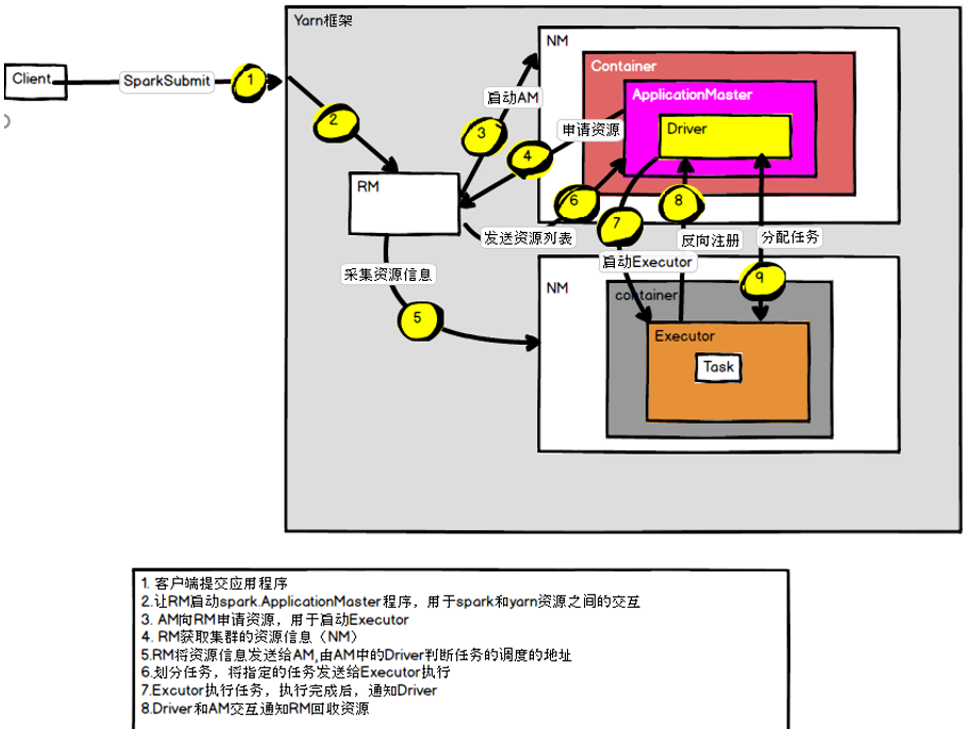 Yarn框架
NM
Client
SparkSubmit
1
Container
ApplicationMaster
启动AM
2
3
申请资源
Driver
4
RM
6
7
8
发送资源列表
反向注册
分配任务
启动Executor
采集资源信息
9
NM
container
5
Executor
Task
1. 客户端提交应用程序
2.让RM启动spark.ApplicationMaster程序，用于spark和yarn资源之间的交互
3. AM向RM申请资源，用于启动Executor
4. RM获取集群的资源信息（NM）
5.RM将资源信息发送给AM,由AM中的Driver判断任务的调度的地址
6.划分任务，将指定的任务发送给Executor执行
7.Excutor执行任务，执行完成后，通知Driver
8.Driver和AM交互通知RM回收资源